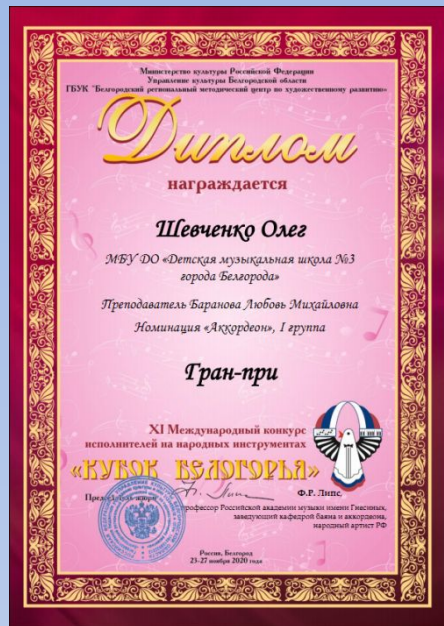 Министерство культуры Российской Федерации
Управление культуры Белгородской области
ГБУК "Белгородский региональный методический центр по художественному развитию"
Диплом
награждается
Шевченко Олег
МБУ ДО «Детская музыкальная школа №3
города Белгорода»
Преподаватель Баранова Любовь Михайловна
Номинация «Аккордеон», I группа
Гран-при
XI Международный конкурс
исполнителей на народных инструментах
«КУБОК БЕЛОГОРЬЯ»
Председатель жюри Ф.Р. Липс,
профессор Российской академии музыки имени Гнесиных,
заведующий кафедрой баяна и аккордеона,
народный артист РФ
Россия, Белгород
23-27 ноября 2020 года